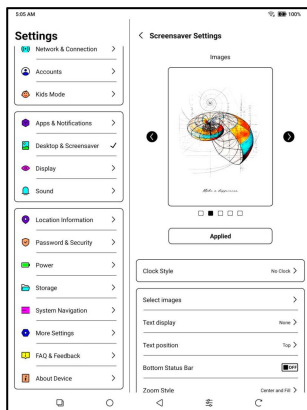 5:05 AM
100%
Settings
Network & Connection
Accounts
Kids Mode
Apps & Notifications
Desktop & Screensaver
Display
Sound
Location Information
Password & Security
Power
Storage
System Navigation
More Settings
FAQ & Feedback
About Device
Screensaver Settings
Images
Applied
Clock Style
No Clock
Select images
Text display
None
Text position
Top
Bottom Status Bar
OFF
Zoom Style
Center and Fill